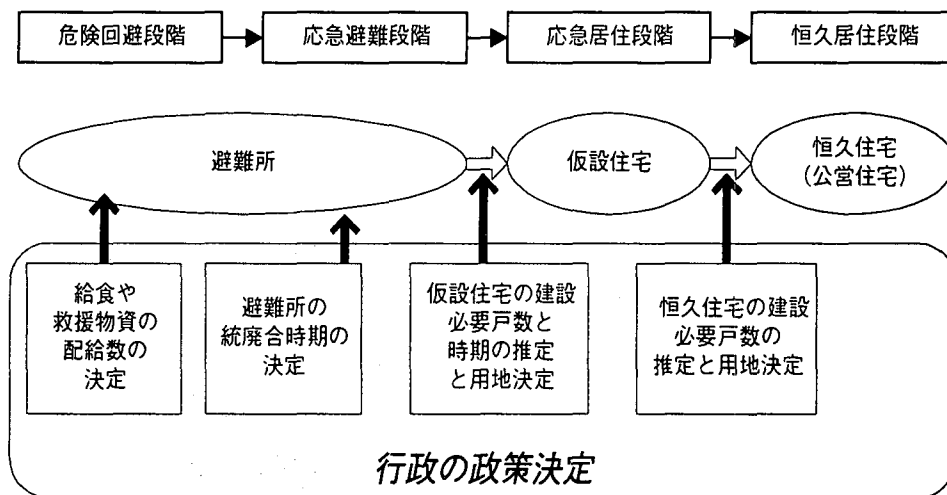 危険回避段階
応急避難段階
応急居住段階
恒久居住段階
避難所
仮設住宅
恒久住宅
(公営住宅)
給食や
救援物資の
配給数の
決定
避難所の
統廃合時期の
決定
仮設住宅の建設
必要戸数と
時期の推定
と用地決定
恒久住宅の建設
必要戸数の
推定と用地決定
行政の政策決定